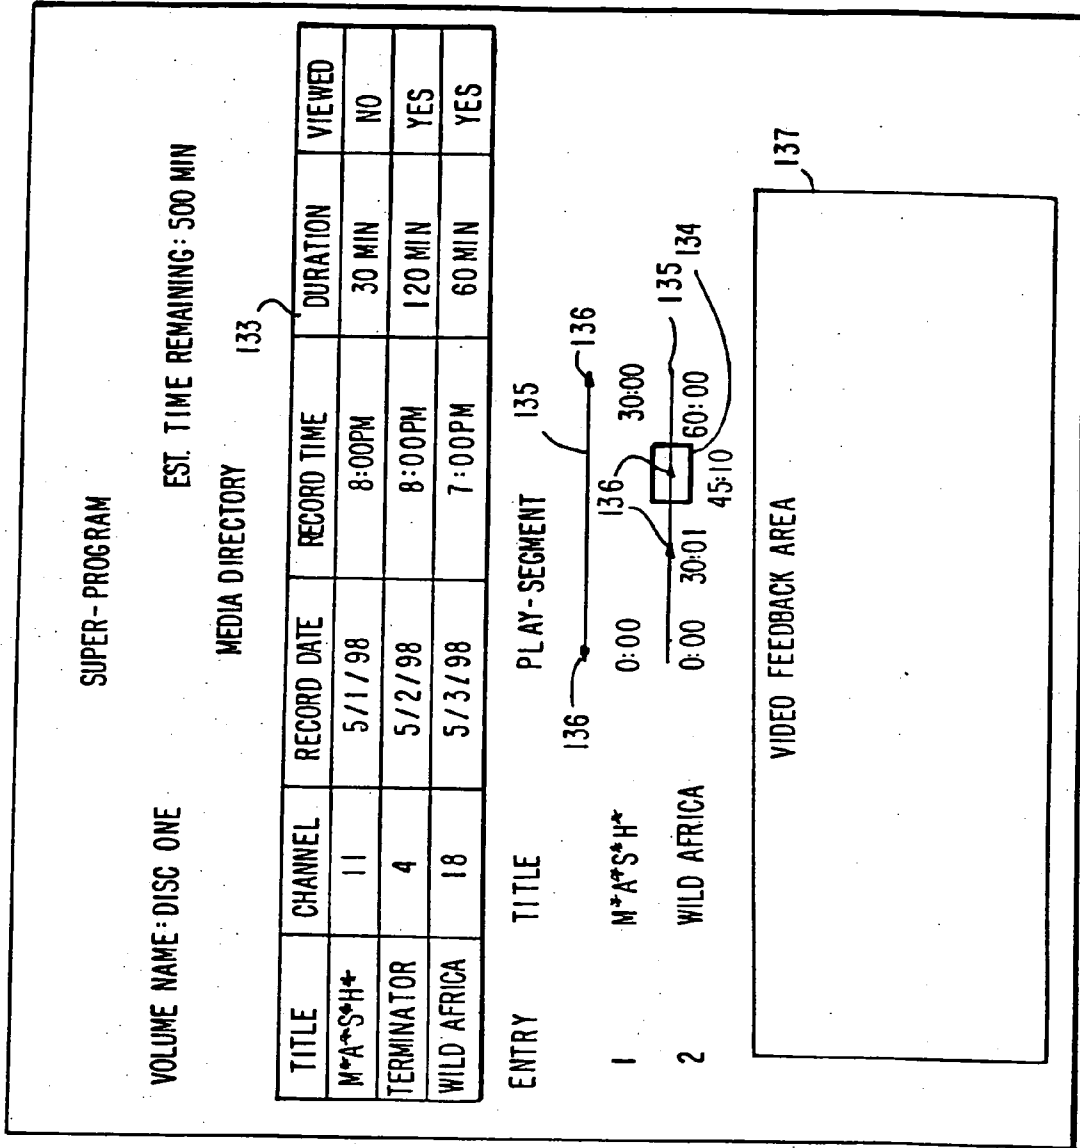 SUPER-PROGRAM
VOLUME NAME: DISC ONE EST. TIME REMAINING: 500 MIN
MEDIA DIRECTORY
133
TITLE CHANNEL RECORD DATE RECORD TIME DURATION VIEWED
M*A*S*H* 11 5/1/98 8:00PM 30 MIN NO
TERMINATOR 4 5/2/98 8:00PM 120 MIN YES
WILD AFRICA 18 5/3/98 7:00PM 60 MIN YES
ENTRY TITLE PLAY-SEGMENT 135
136 136
1 M*A*S*H* 0:00 30:00
136 135 134
2 WILD AFRICA 0:00 30:01 45:10 60:00
137
VIDEO FEEDBACK AREA